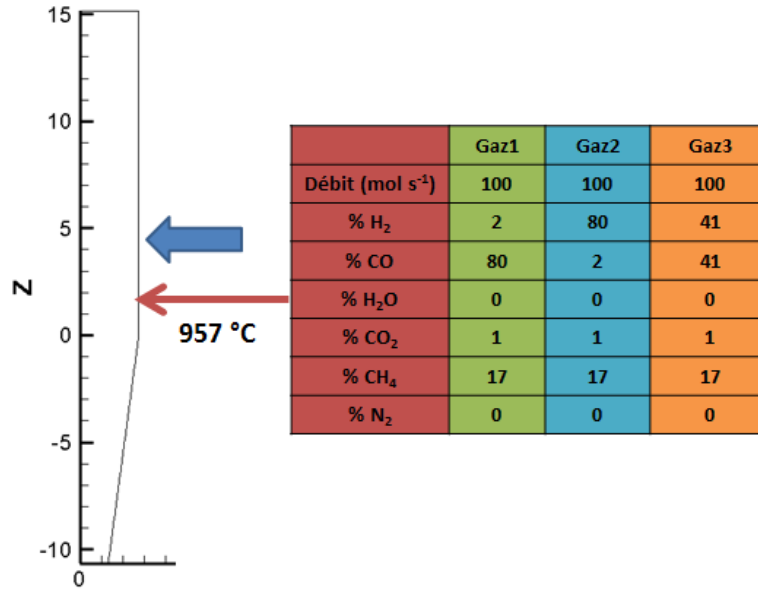 15
10
5
0
-5
-10
0
Z
957 °C
Gaz1 Gaz2 Gaz3
Débit (mol s⁻¹) 100 100 100
% H₂ 2 80 41
% CO 80 2 41
% H₂O 0 0 0
% CO₂ 1 1 1
% CH₄ 17 17 17
% N₂ 0 0 0